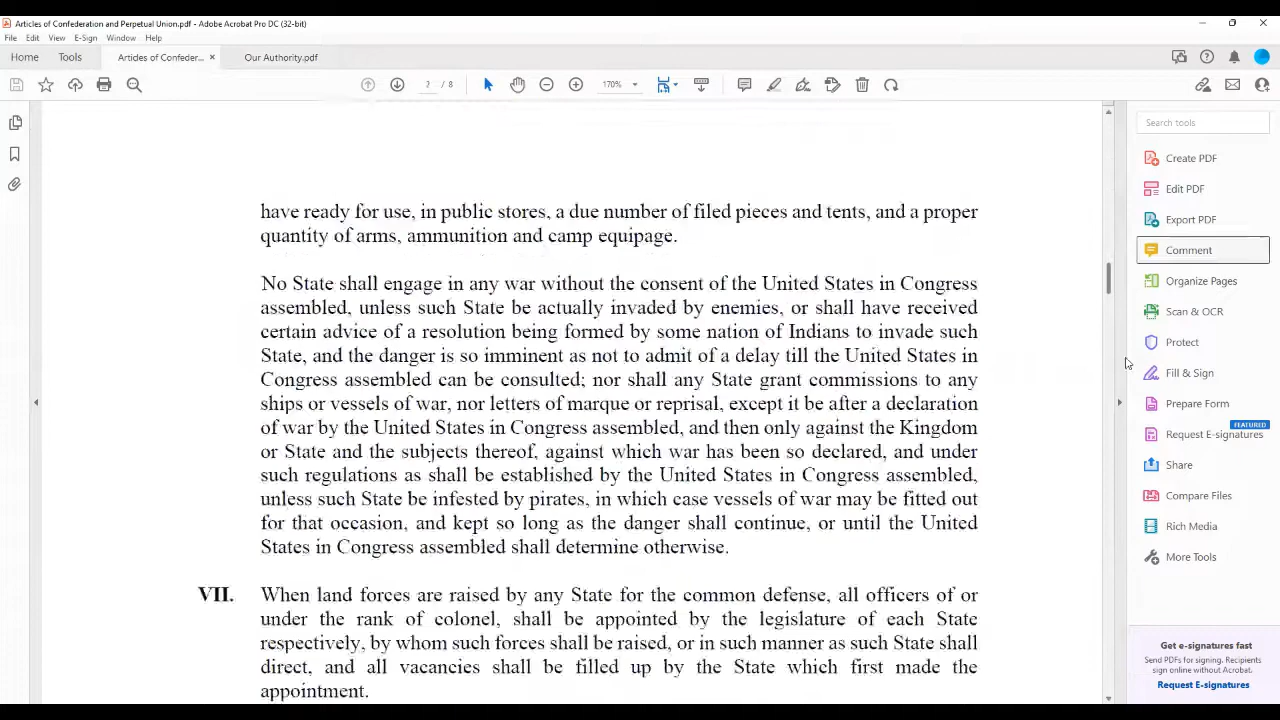 Articles of Confederation and Perpetual Union.pdf - Adobe Acrobat Pro DC (32-bit)
File Edit View E-Sign Window Help
Home Tools Articles of Confeder... × Our Authority.pdf
2 / 8 170%
have ready for use, in public stores, a due number of filed pieces and tents, and a proper
quantity of arms, ammunition and camp equipage.
No State shall engage in any war without the consent of the United States in Congress
assembled, unless such State be actually invaded by enemies, or shall have received
certain advice of a resolution being formed by some nation of Indians to invade such
State, and the danger is so imminent as not to admit of a delay till the United States in
Congress assembled can be consulted; nor shall any State grant commissions to any
ships or vessels of war, nor letters of marque or reprisal, except it be after a declaration
of war by the United States in Congress assembled, and then only against the Kingdom
or State and the subjects thereof, against which war has been so declared, and under
such regulations as shall be established by the United States in Congress assembled,
unless such State be infested by pirates, in which case vessels of war may be fitted out
for that occasion, and kept so long as the danger shall continue, or until the United
States in Congress assembled shall determine otherwise.
VII. When land forces are raised by any State for the common defense, all officers of or
under the rank of colonel, shall be appointed by the legislature of each State
respectively, by whom such forces shall be raised, or in such manner as such State shall
direct, and all vacancies shall be filled up by the State which first made the
appointment.
Search tools
Create PDF
Edit PDF
Export PDF
Comment
Organize Pages
Scan & OCR
Protect
Fill & Sign
Prepare Form
FEATURED
Request E-signatures
Share
Compare Files
Rich Media
More Tools
Get e-signatures fast
Send PDFs for signing. Recipients
sign online without Acrobat.
Request E-signatures